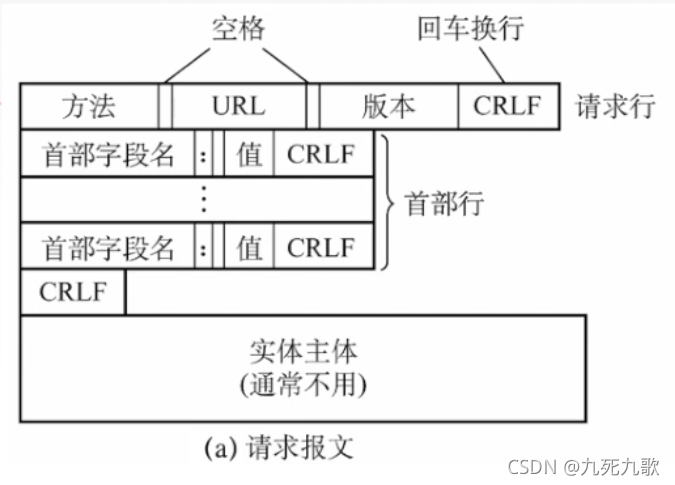 空格 回车换行
方法 URL 版本 CRLF 请求行
首部字段名 : 值 CRLF
⋮ 首部行
首部字段名 : 值 CRLF
CRLF
实体主体
(通常不用)
(a) 请求报文
CSDN @九死九歌